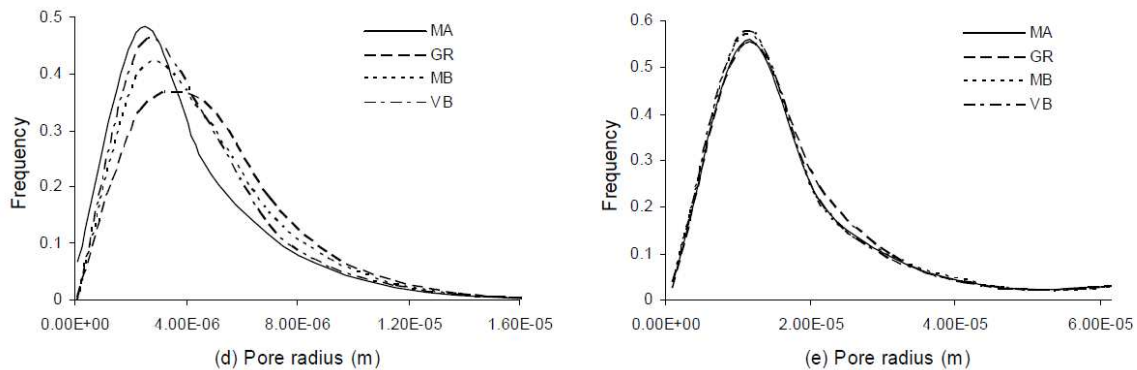 0.5
0.4
0.3
0.2
0.1
0
Frequency
MA
GR
MB
VB
0.00E+00 4.00E-06 8.00E-06 1.20E-05 1.60E-05
(d) Pore radius (m)
0.6
0.5
0.4
0.3
0.2
0.1
0
Frequency
MA
GR
MB
VB
0.00E+00 2.00E-05 4.00E-05 6.00E-05
(e) Pore radius (m)